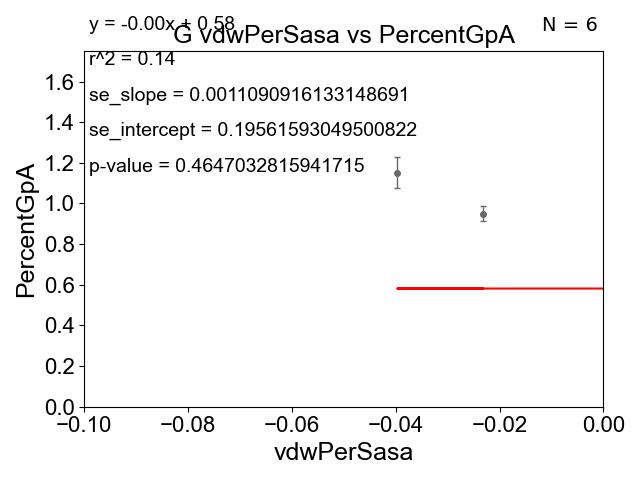 y = -0.00x + 0.58
N = 6
G vdwPerSasa vs PercentGpA
r^2 = 0.14
se_slope = 0.0011090916133148691
se_intercept = 0.19561593049500822
p-value = 0.4647032815941715
PercentGpA
1.6
1.4
1.2
1.0
0.8
0.6
0.4
0.2
0.0
−0.10 −0.08 −0.06 −0.04 −0.02 0.00
vdwPerSasa